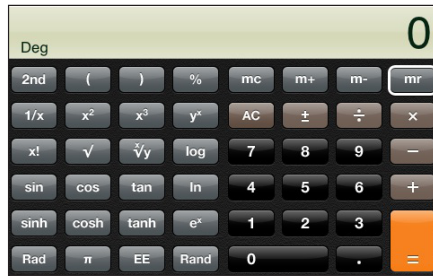 0
Deg
2nd ( ) % mc m+ m- mr
1/x x² x³ yˣ AC ± ÷ ×
x! √ ˣ√y log 7 8 9 −
sin cos tan ln 4 5 6 +
sinh cosh tanh eˣ 1 2 3
Rad π EE Rand 0 . =